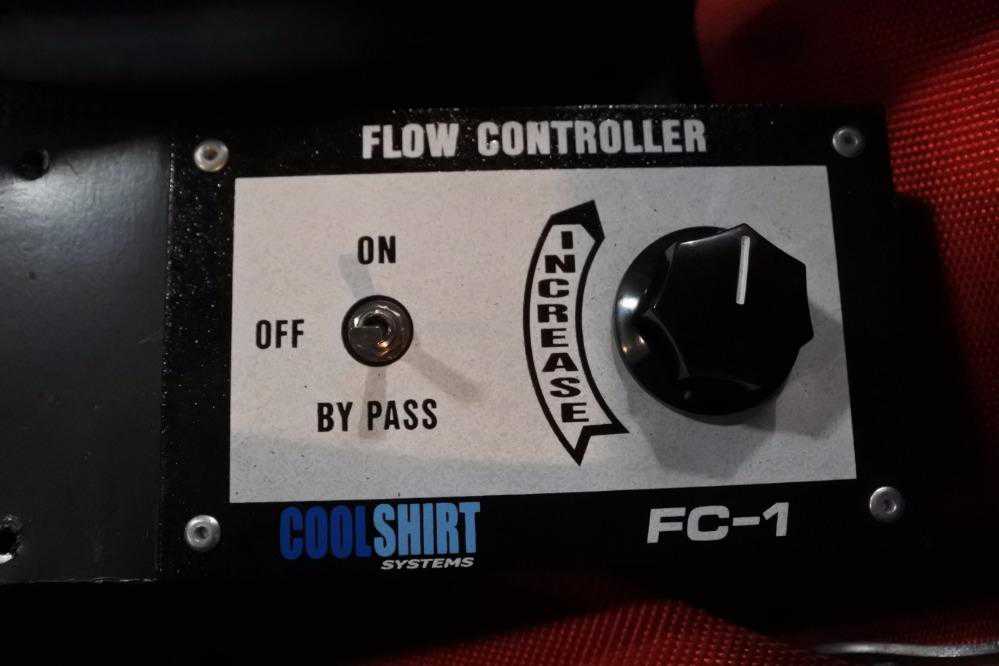 FLOW CONTROLLER
ON
OFF
BY PASS
INCREASE
COOLSHIRT
SYSTEMS
FC-1